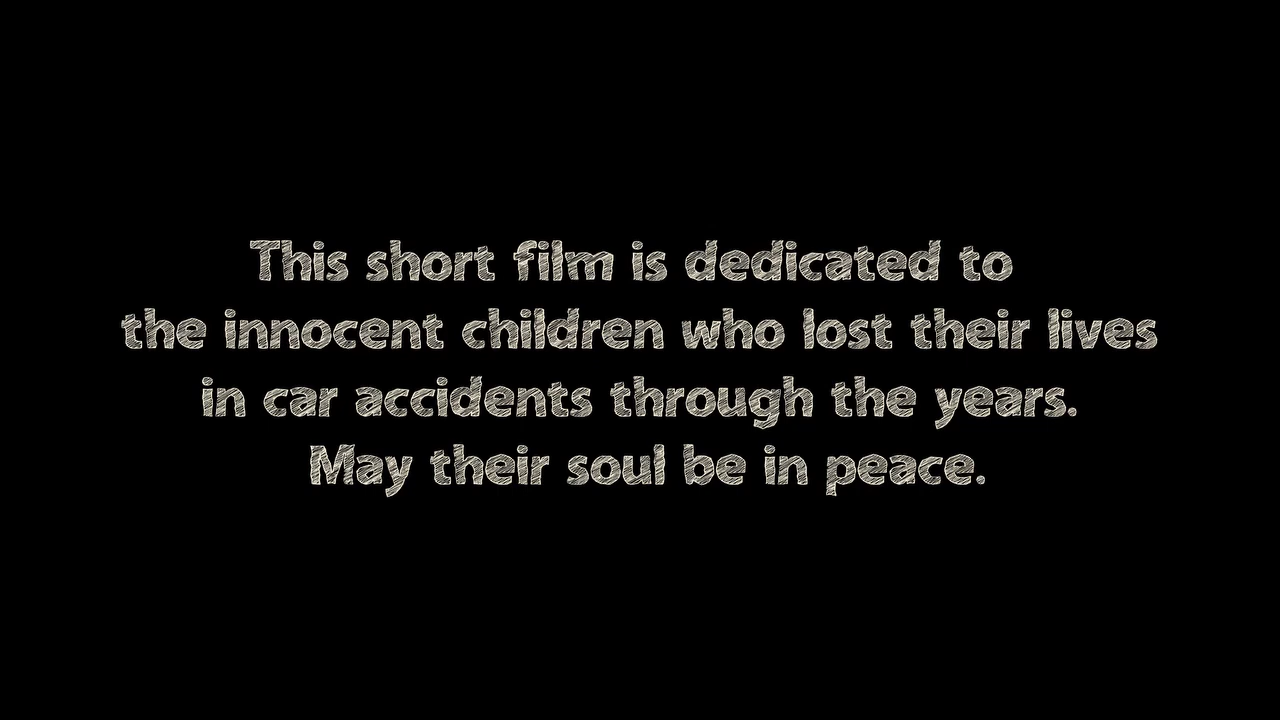 This short film is dedicated to
the innocent children who lost their lives
in car accidents through the years.
May their soul be in peace.